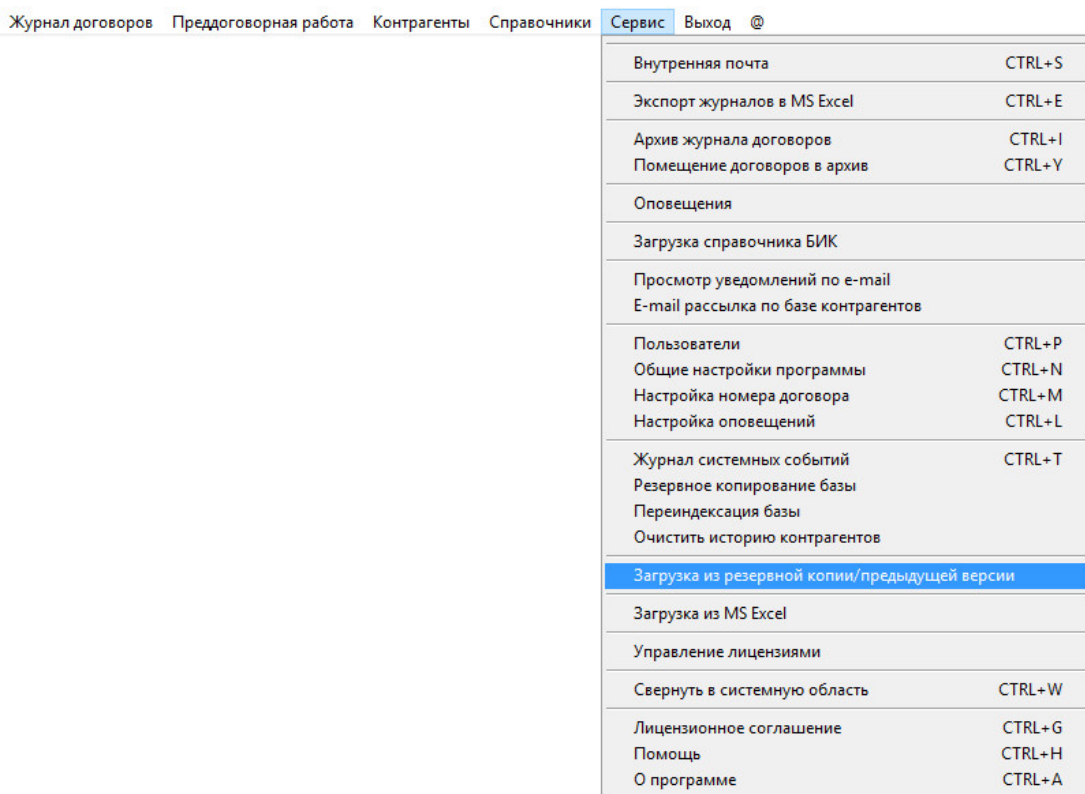 Журнал договоров Преддоговорная работа Контрагенты Справочники Сервис Выход @
Внутренняя почта CTRL+S
Экспорт журналов в MS Excel CTRL+E
Архив журнала договоров CTRL+I
Помещение договоров в архив CTRL+Y
Оповещения
Загрузка справочника БИК
Просмотр уведомлений по e-mail
E-mail рассылка по базе контрагентов
Пользователи CTRL+P
Общие настройки программы CTRL+N
Настройка номера договора CTRL+M
Настройка оповещений CTRL+L
Журнал системных событий CTRL+T
Резервное копирование базы
Переиндексация базы
Очистить историю контрагентов
Загрузка из резервной копии/предыдущей версии
Загрузка из MS Excel
Управление лицензиями
Свернуть в системную область CTRL+W
Лицензионное соглашение CTRL+G
Помощь CTRL+H
О программе CTRL+A